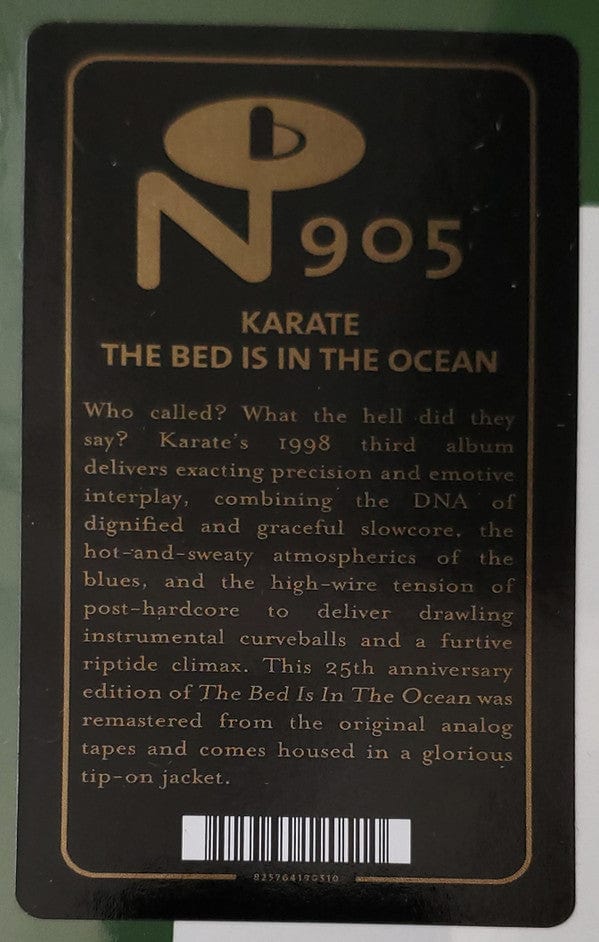 N 905
KARATE
THE BED IS IN THE OCEAN
Who called? What the hell did they
say? Karate's 1998 third album
delivers exacting precision and emotive
interplay, combining the DNA of
dignified and graceful slowcore, the
hot-and-sweaty atmospherics of the
blues, and the high-wire tension of
post-hardcore to deliver drawling
instrumental curveballs and a furtive
riptide climax. This 25th anniversary
edition of The Bed Is In The Ocean was
remastered from the original analog
tapes and comes housed in a glorious
tip-on jacket.